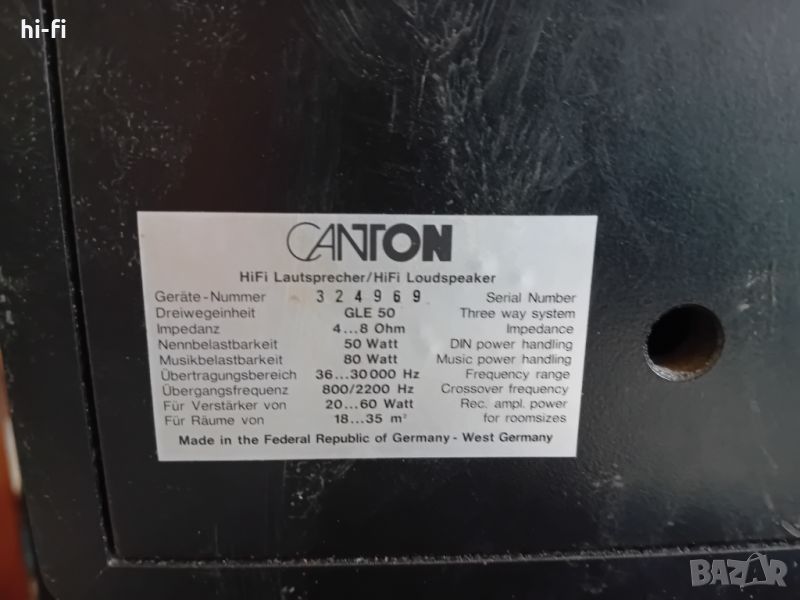 hi-fi
CANTON
HiFi Lautsprecher/HiFi Loudspeaker
Geräte-Nummer 324969 Serial Number
Dreiwegeinheit GLE 50 Three way system
Impedanz 4...8 Ohm Impedance
Nennbelastbarkeit 50 Watt DIN power handling
Musikbelastbarkeit 80 Watt Music power handling
Übertragungsbereich 36...30000 Hz Frequency range
Übergangsfrequenz 800/2200 Hz Crossover frequency
Für Verstärker von 20...60 Watt Rec. ampl. power
Für Räume von 18...35 m² for roomsizes
Made in the Federal Republic of Germany - West Germany
BAZAR